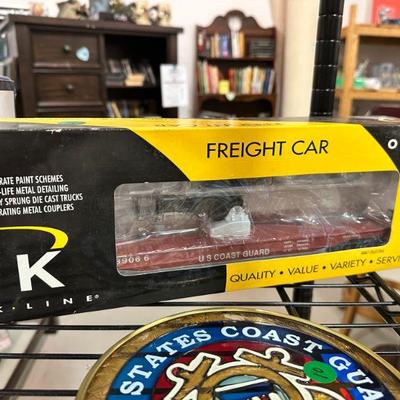 FREIGHT CAR
O
RATE PAINT SCHEMES
-LIFE METAL DETAILING
Y SPRUNG DIE CAST TRUCKS
RATING METAL COUPLERS
K
K·LINE®
39066
U S COAST GUARD
QUALITY · VALUE · VARIETY · SERV
STATES COAST GUA